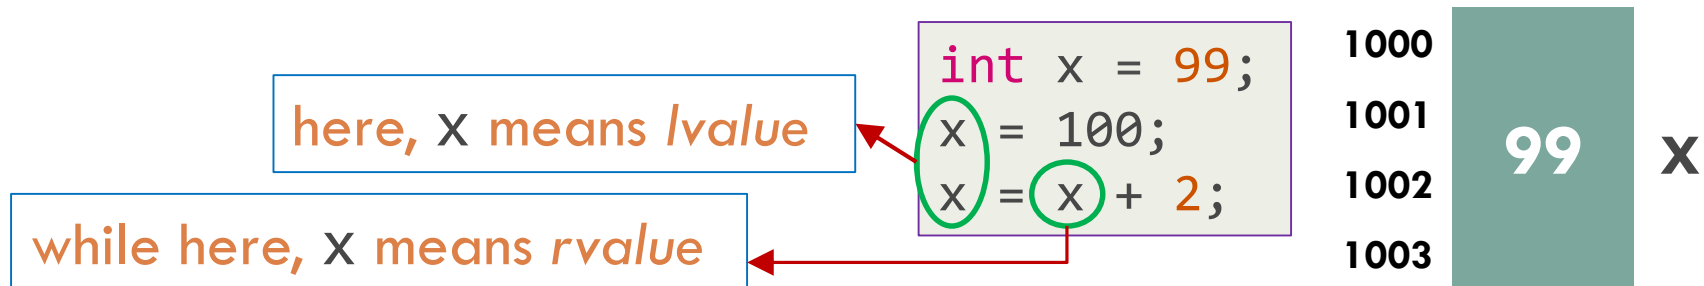 here, x means lvalue
while here, x means rvalue
int x = 99;
x = 100;
x = x + 2;
1000
1001
1002
1003
99
x